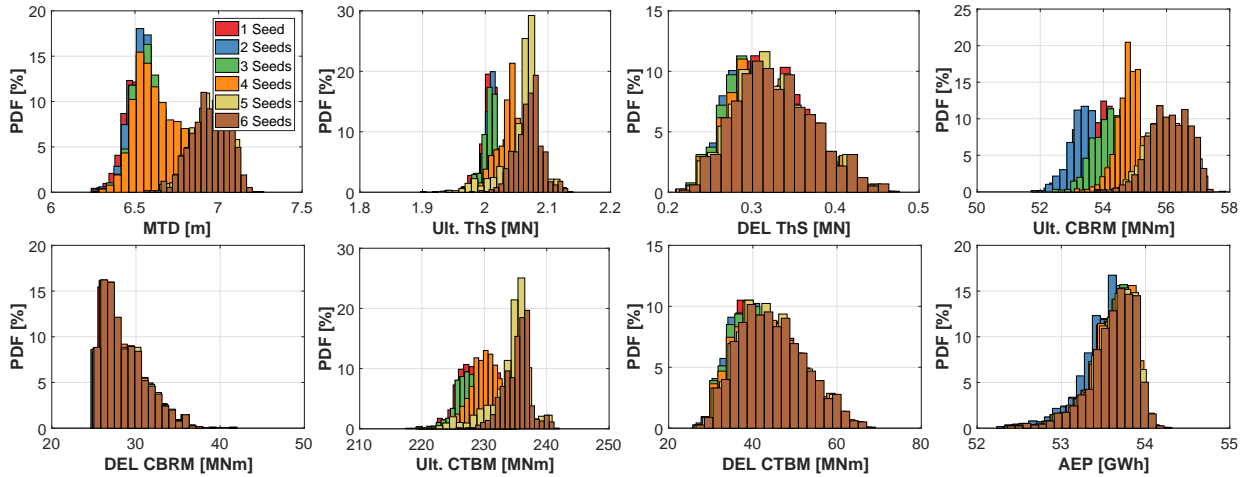 20 30 15 25
1 Seed
2 Seeds
3 Seeds
4 Seeds
5 Seeds
6 Seeds
15 20 10 20 15
10 10 5 10
5 5
0 0 0 0
PDF [%] PDF [%] PDF [%] PDF [%]
6 6.5 7 7.5 1.8 1.9 2 2.1 2.2 0.2 0.3 0.4 0.5 50 52 54 56 58
MTD [m] Ult. ThS [MN] DEL ThS [MN] Ult. CBRM [MNm]
20 30 15 20
15 20 10 15
10 10 5 10
5 5
0 0 0 0
PDF [%] PDF [%] PDF [%] PDF [%]
20 30 40 50 210 220 230 240 250 20 40 60 80 52 53 54 55
DEL CBRM [MNm] Ult. CTBM [MNm] DEL CTBM [MNm] AEP [GWh]